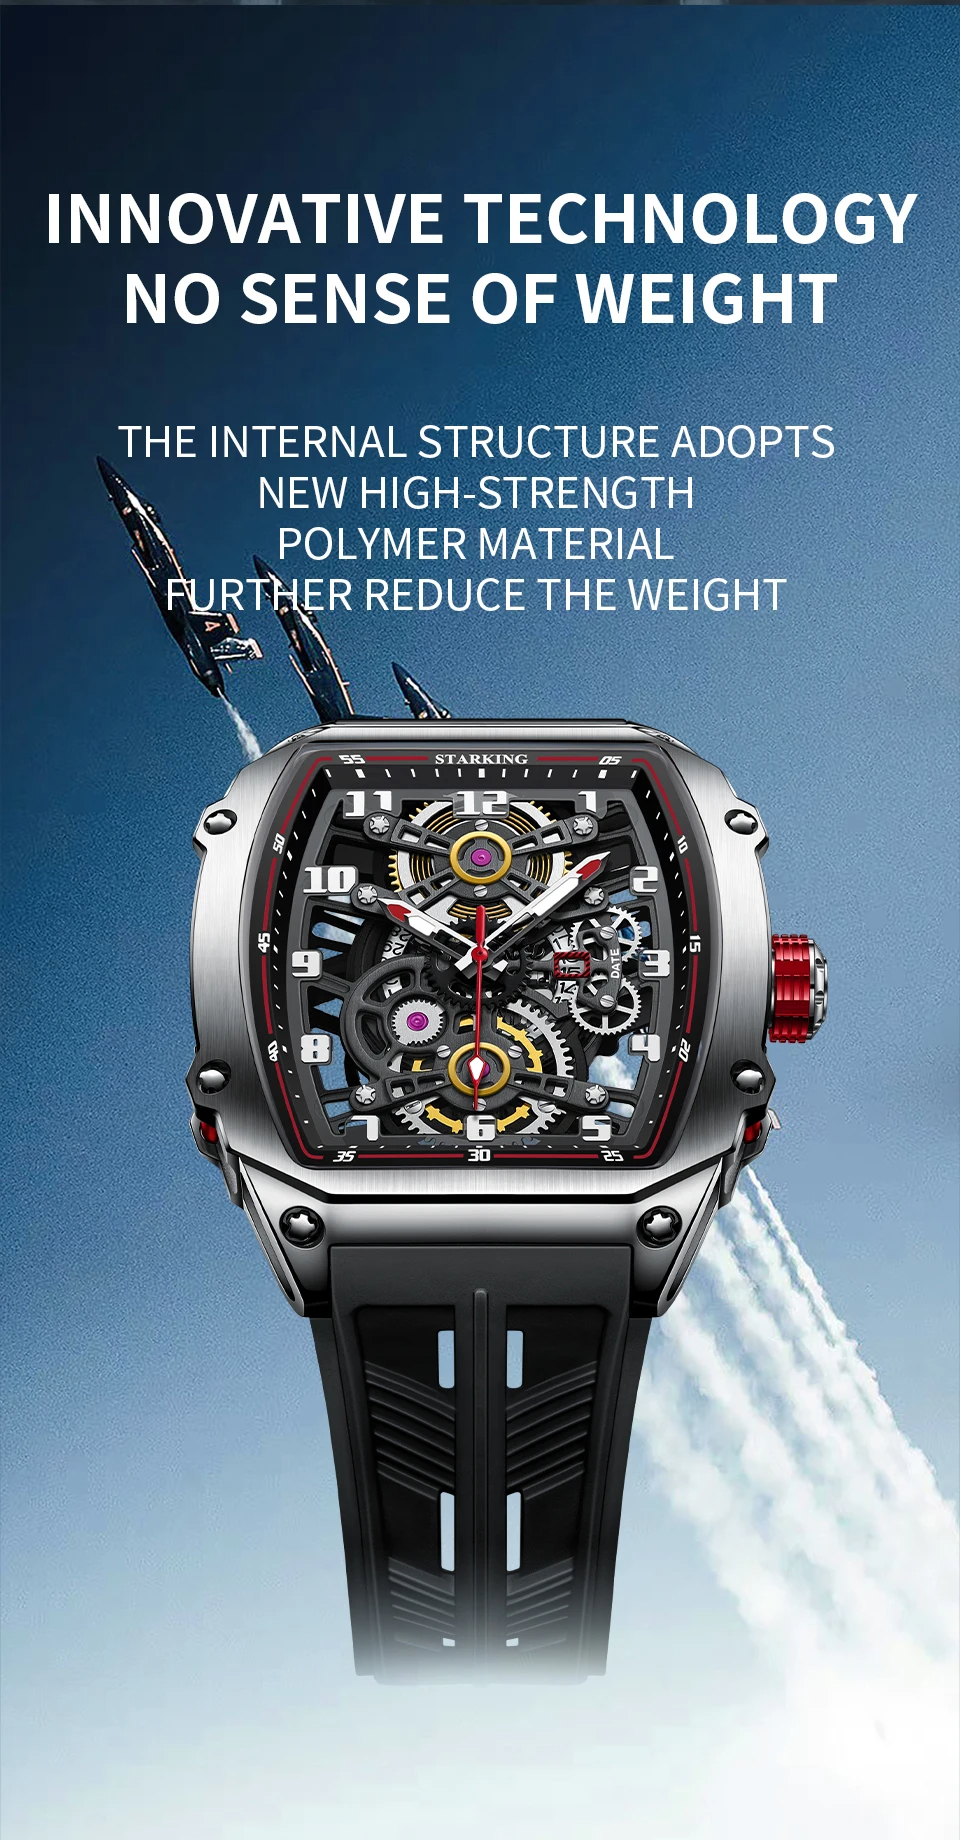 INNOVATIVE TECHNOLOGY
NO SENSE OF WEIGHT
THE INTERNAL STRUCTURE ADOPTS
NEW HIGH-STRENGTH
POLYMER MATERIAL
FURTHER REDUCE THE WEIGHT
55 STARKING 05
11 12 1
50 10
10 2
45 15
9 DATE 3
40 20
8 4
7 6 5
35 30 25